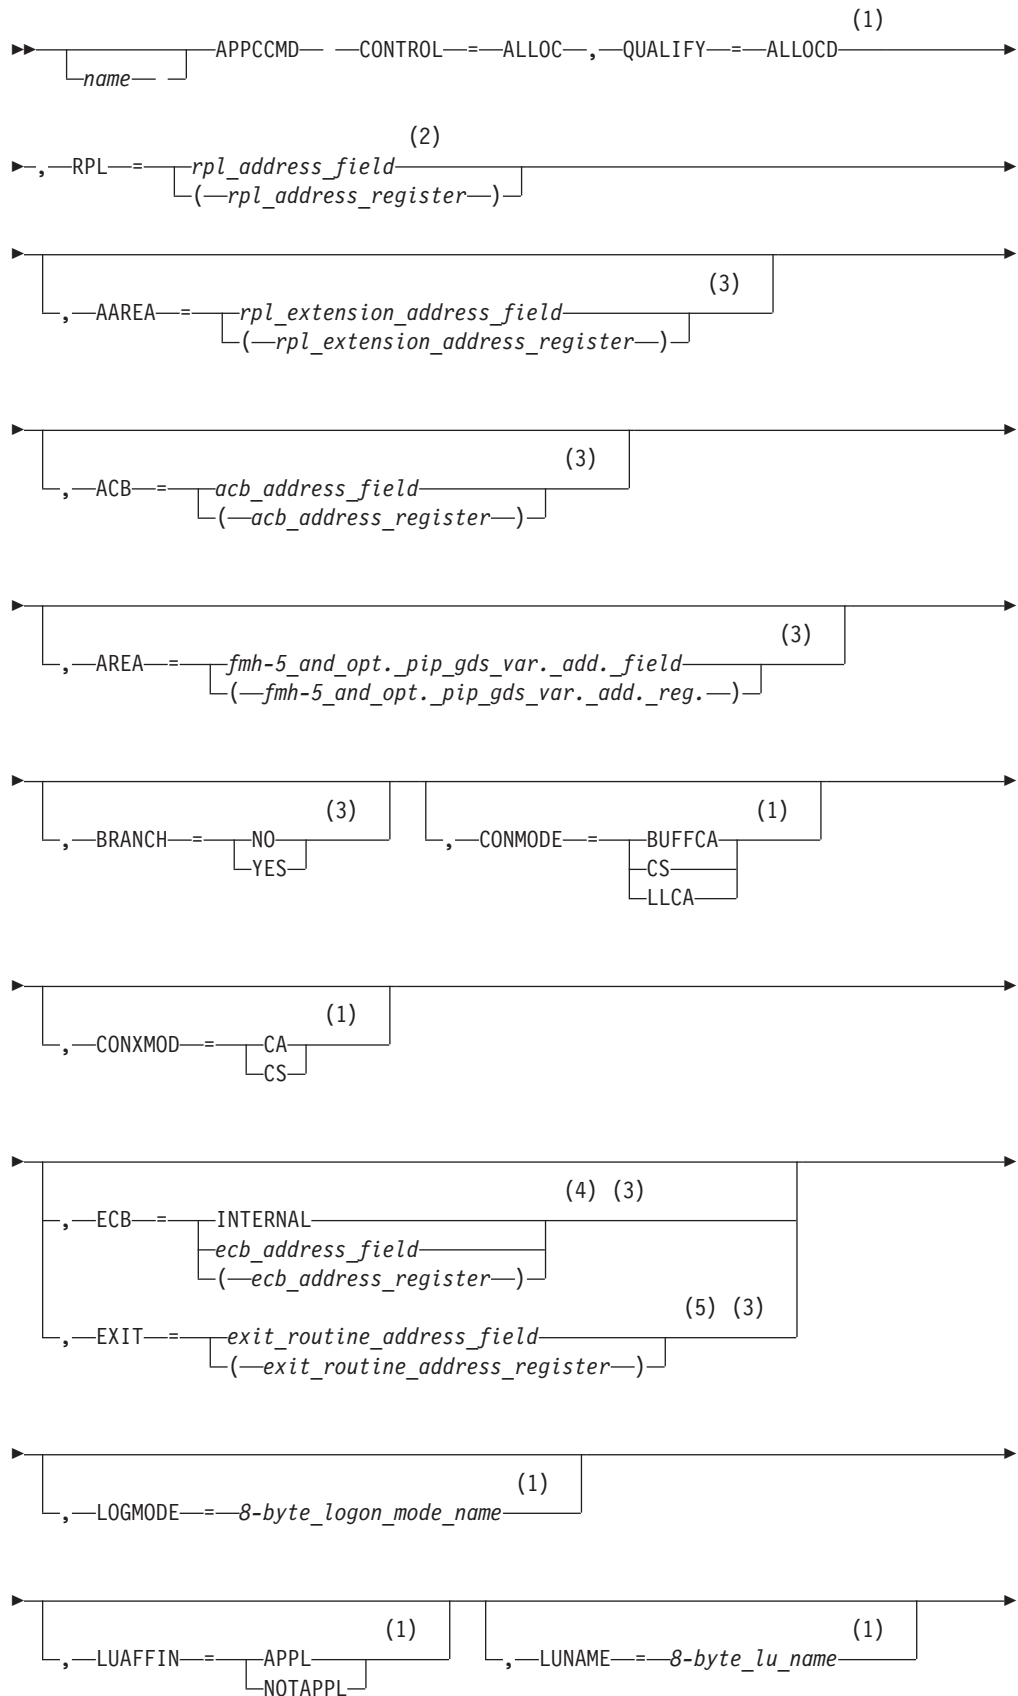 (1)
APPCCMD CONTROL = ALLOC , QUALIFY = ALLOCD
name
(2)
, RPL = rpl_address_field
( rpl_address_register )
(3)
, AAREA = rpl_extension_address_field
( rpl_extension_address_register )
(3)
, ACB = acb_address_field
( acb_address_register )
(3)
, AREA = fmh-5_and_opt._pip_gds_var._add._field
( fmh-5_and_opt._pip_gds_var._add._reg. )
(3) (1)
, BRANCH = NO , CONMODE = BUFFCA
YES CS
LLCA
(1)
, CONXMOD = CA
CS
(4) (3)
, ECB = INTERNAL
ecb_address_field
( ecb_address_register )
(5) (3)
, EXIT = exit_routine_address_field
( exit_routine_address_register )
(1)
, LOGMODE = 8-byte_logon_mode_name
(1) (1)
, LUAFFIN = APPL , LUNAME = 8-byte_lu_name
NOTAPPL